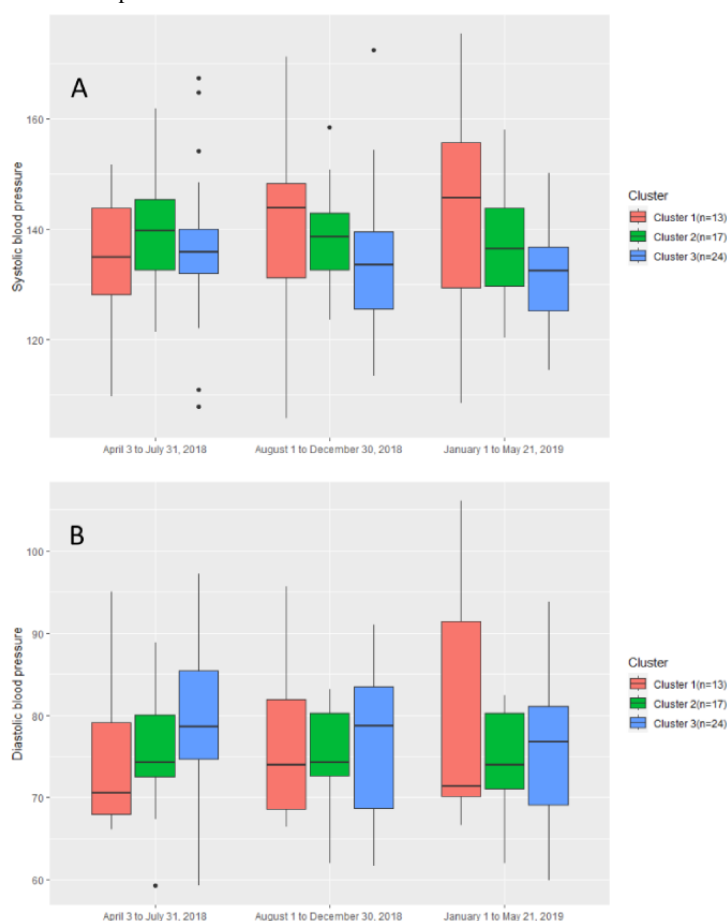 A
Systolic blood pressure
160
140
120
April 3 to July 31, 2018
August 1 to December 30, 2018
January 1 to May 21, 2019
Cluster
Cluster 1(n=13)
Cluster 2(n=17)
Cluster 3(n=24)
B
Diastolic blood pressure
100
90
80
70
60
April 3 to July 31, 2018
August 1 to December 30, 2018
January 1 to May 21, 2019
Cluster
Cluster 1(n=13)
Cluster 2(n=17)
Cluster 3(n=24)